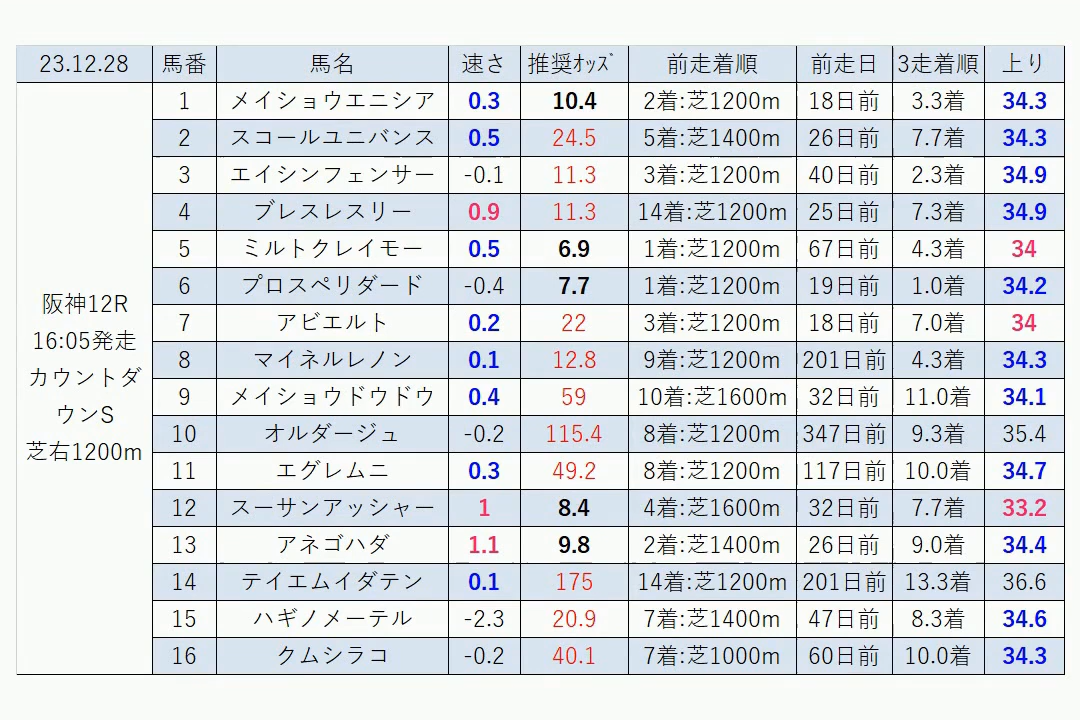 23.12.28 馬番 馬名 速さ 推奨ｵｯｽﾞ 前走着順 前走日 3走着順 上り
1 メイショウエニシア 0.3 10.4 2着:芝1200m 18日前 3.3着 34.3
2 スコールユニバンス 0.5 24.5 5着:芝1400m 26日前 7.7着 34.3
3 エイシンフェンサー -0.1 11.3 3着:芝1200m 40日前 2.3着 34.9
4 ブレスレスリー 0.9 11.3 14着:芝1200m 25日前 7.3着 34.9
5 ミルトクレイモー 0.5 6.9 1着:芝1200m 67日前 4.3着 34
6 プロスペリダード -0.4 7.7 1着:芝1200m 19日前 1.0着 34.2
7 アビエルト 0.2 22 3着:芝1200m 18日前 7.0着 34
8 マイネルレノン 0.1 12.8 9着:芝1200m 201日前 4.3着 34.3
9 メイショウドウドウ 0.4 59 10着:芝1600m 32日前 11.0着 34.1
10 オルダージュ -0.2 115.4 8着:芝1200m 347日前 9.3着 35.4
11 エグレムニ 0.3 49.2 8着:芝1200m 117日前 10.0着 34.7
12 スーサンアッシャー 1 8.4 4着:芝1600m 32日前 7.7着 33.2
13 アネゴハダ 1.1 9.8 2着:芝1400m 26日前 9.0着 34.4
14 テイエムイダテン 0.1 175 14着:芝1200m 201日前 13.3着 36.6
15 ハギノメーテル -2.3 20.9 7着:芝1400m 47日前 8.3着 34.6
16 クムシラコ -0.2 40.1 7着:芝1000m 60日前 10.0着 34.3
阪神12R
16:05発走
カウントダ
ウンS
芝右1200m